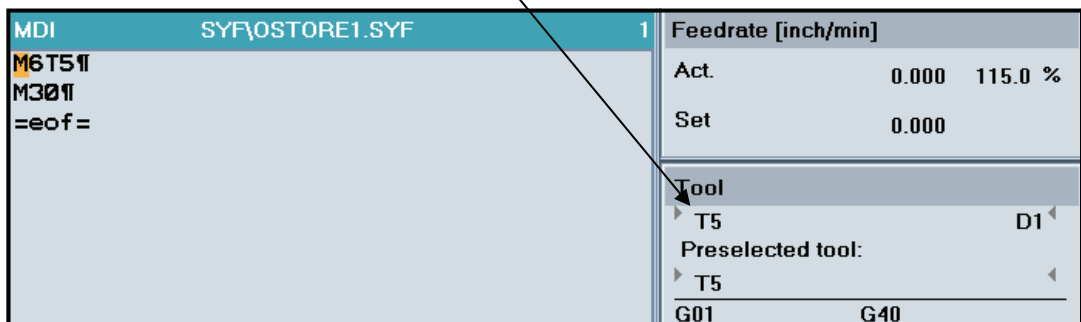 MDI SYF\OSTORE1.SYF 1
M6T5¶
M30¶
=eof=
Feedrate [inch/min]
Act. 0.000 115.0 %
Set 0.000
Tool
T5 D1
Preselected tool:
T5
G01 G40